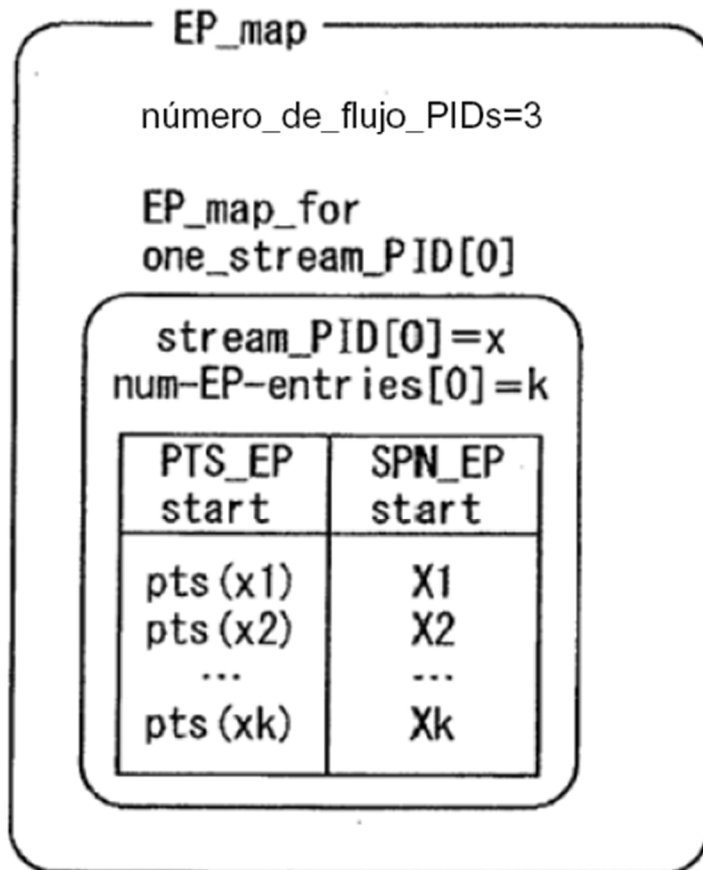 EP_map
número_de_flujo_PIDs=3
EP_map_for
one_stream_PID[0]
stream_PID[0]=x
num-EP-entries[0]=k
PTS_EP SPN_EP
start start
pts(x1) X1
pts(x2) X2
... ...
pts(xk) Xk